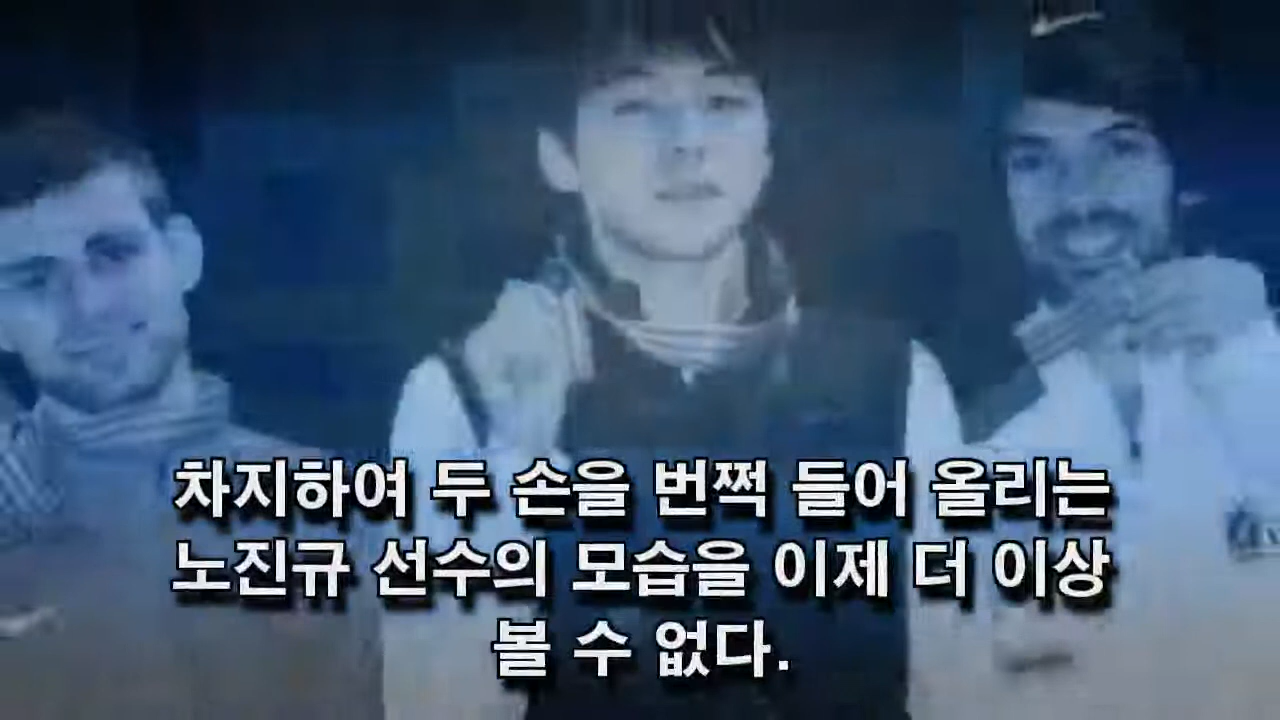 차지하여 두 손을 번쩍 들어 올리는
노진규 선수의 모습을 이제 더 이상
볼 수 없다.